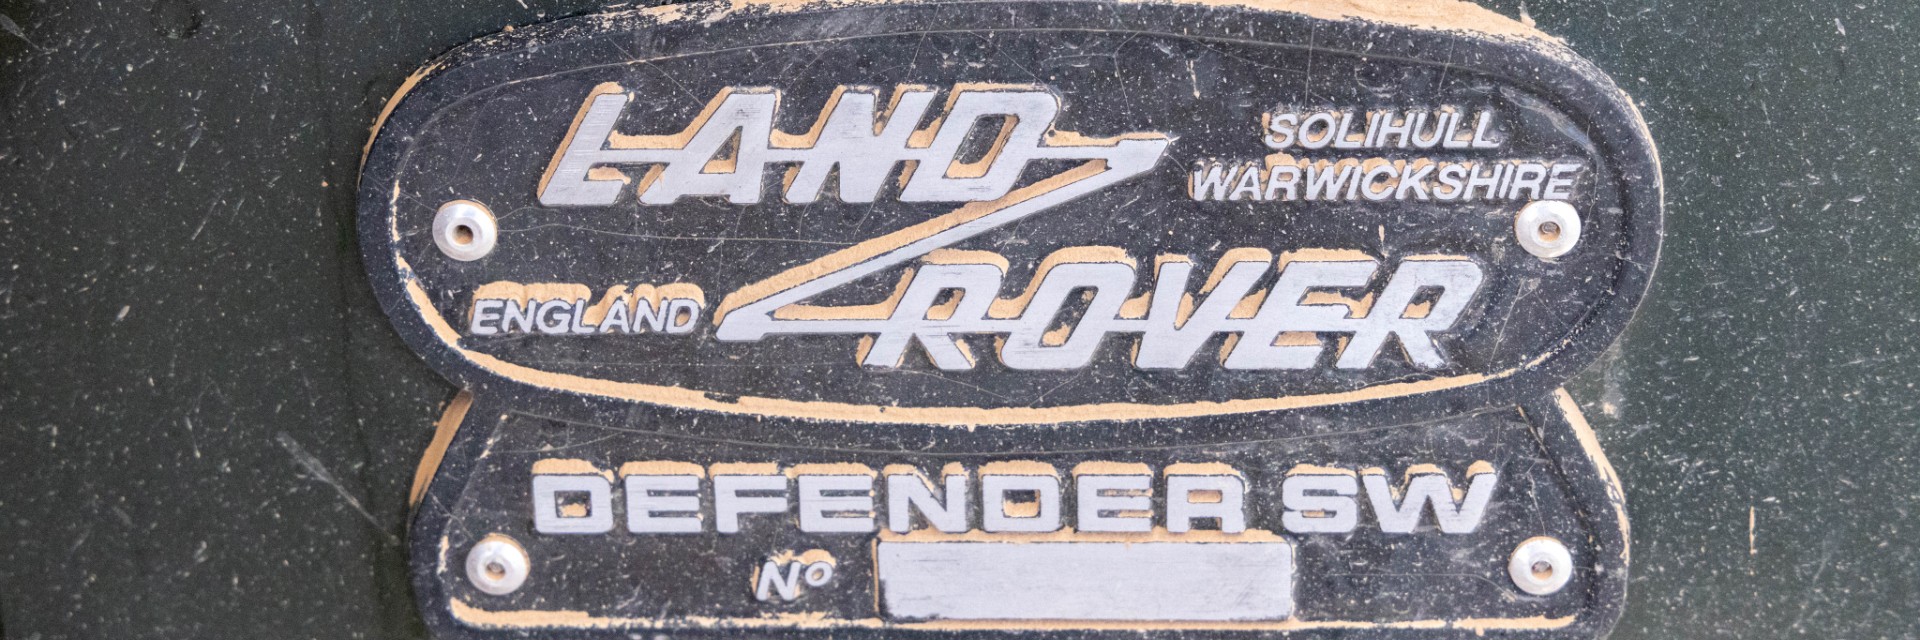 LAND
SOLIHULL
WARWICKSHIRE
ENGLAND
ROVER
DEFENDER SW
Nº